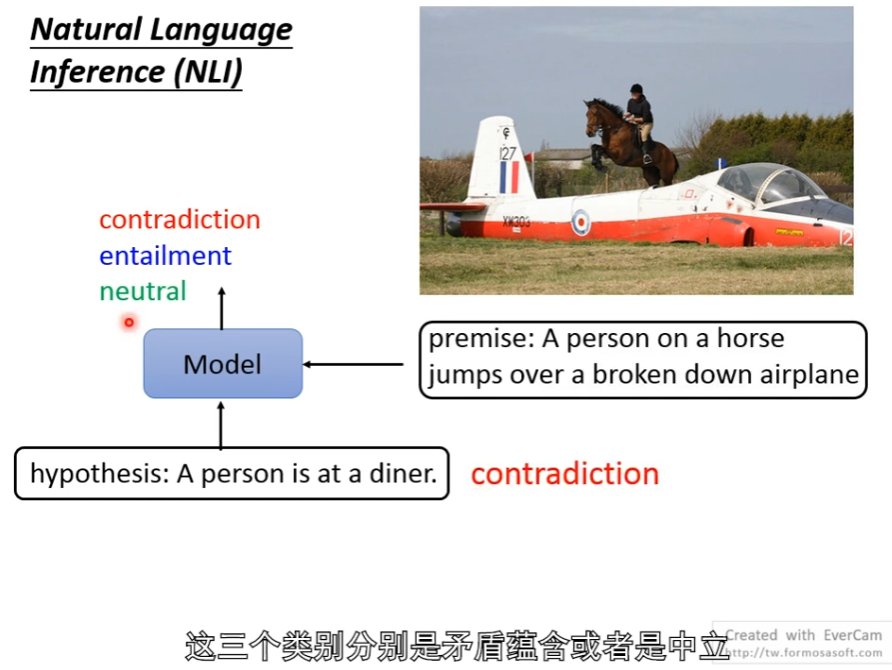 Natural Language
Inference (NLI)
127
XW303
12
contradiction
entailment
neutral
Model
premise: A person on a horse
jumps over a broken down airplane
hypothesis: A person is at a diner.
contradiction
这三个类别分别是矛盾蕴含或者是中立
Created with EverCam
http://tw.formosasoft.com